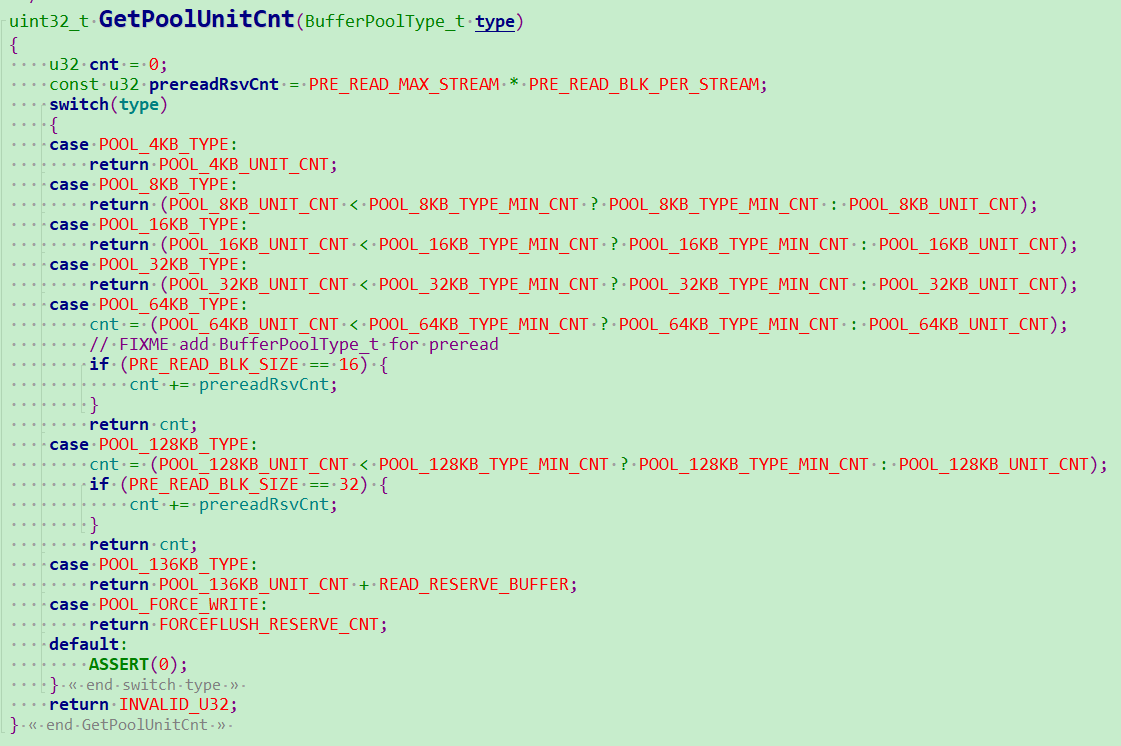 uint32_t GetPoolUnitCnt(BufferPoolType_t type)
{
    u32 cnt = 0;
    const u32 prereadRsvCnt = PRE_READ_MAX_STREAM * PRE_READ_BLK_PER_STREAM;
    switch(type)
    {
    case POOL_4KB_TYPE:
        return POOL_4KB_UNIT_CNT;
    case POOL_8KB_TYPE:
        return (POOL_8KB_UNIT_CNT < POOL_8KB_TYPE_MIN_CNT ? POOL_8KB_TYPE_MIN_CNT : POOL_8KB_UNIT_CNT);
    case POOL_16KB_TYPE:
        return (POOL_16KB_UNIT_CNT < POOL_16KB_TYPE_MIN_CNT ? POOL_16KB_TYPE_MIN_CNT : POOL_16KB_UNIT_CNT);
    case POOL_32KB_TYPE:
        return (POOL_32KB_UNIT_CNT < POOL_32KB_TYPE_MIN_CNT ? POOL_32KB_TYPE_MIN_CNT : POOL_32KB_UNIT_CNT);
    case POOL_64KB_TYPE:
        cnt = (POOL_64KB_UNIT_CNT < POOL_64KB_TYPE_MIN_CNT ? POOL_64KB_TYPE_MIN_CNT : POOL_64KB_UNIT_CNT);
        // FIXME add BufferPoolType_t for preread
        if (PRE_READ_BLK_SIZE == 16) {
            cnt += prereadRsvCnt;
        }
        return cnt;
    case POOL_128KB_TYPE:
        cnt = (POOL_128KB_UNIT_CNT < POOL_128KB_TYPE_MIN_CNT ? POOL_128KB_TYPE_MIN_CNT : POOL_128KB_UNIT_CNT);
        if (PRE_READ_BLK_SIZE == 32) {
            cnt += prereadRsvCnt;
        }
        return cnt;
    case POOL_136KB_TYPE:
        return POOL_136KB_UNIT_CNT + READ_RESERVE_BUFFER;
    case POOL_FORCE_WRITE:
        return FORCEFLUSH_RESERVE_CNT;
    default:
        ASSERT(0);
    } « end switch type »
    return INVALID_U32;
} « end GetPoolUnitCnt »